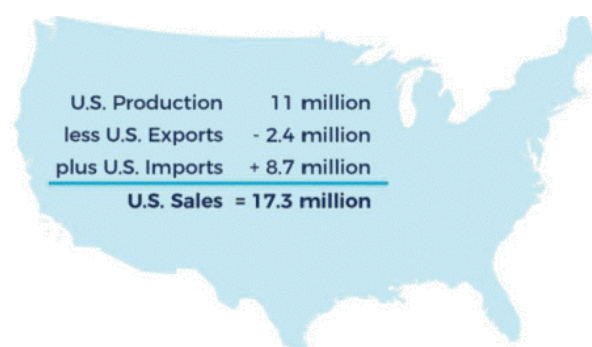 U.S. Production 11 million
less U.S. Exports - 2.4 million
plus U.S. Imports + 8.7 million
U.S. Sales = 17.3 million